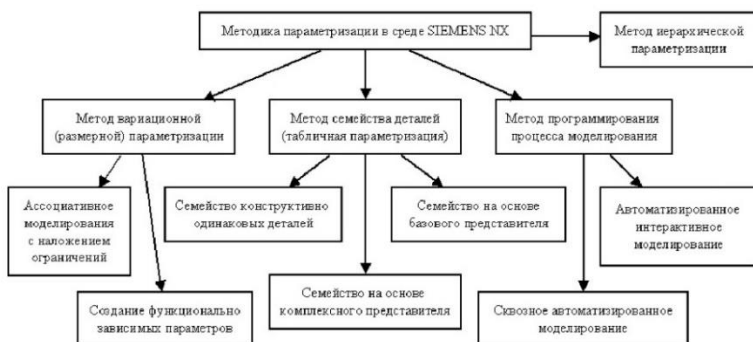 Методика параметризации в среде SIEMENS NX
Метод иерархической
параметризации
Метод вариационной
(размерной) параметризации
Метод семейства деталей
(табличная параметризация)
Метод программирования
процесса моделирования
Ассоциативное
моделирования
с наложением
ограничений
Семейство конструктивно
одинаковых деталей
Семейство на основе
базового представителя
Автоматизированное
интерактивное
моделирование
Создание функционально
зависимых параметров
Семейство на основе
комплексного представителя
Сквозное автоматизированное
моделирование